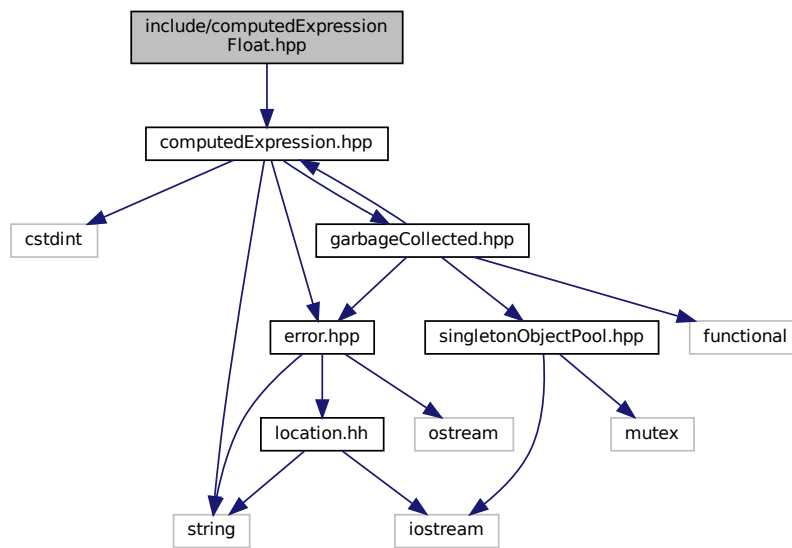 include/computedExpression
Float.hpp
computedExpression.hpp
cstdint
garbageCollected.hpp
error.hpp
singletonObjectPool.hpp
functional
location.hh
ostream
mutex
string
iostream